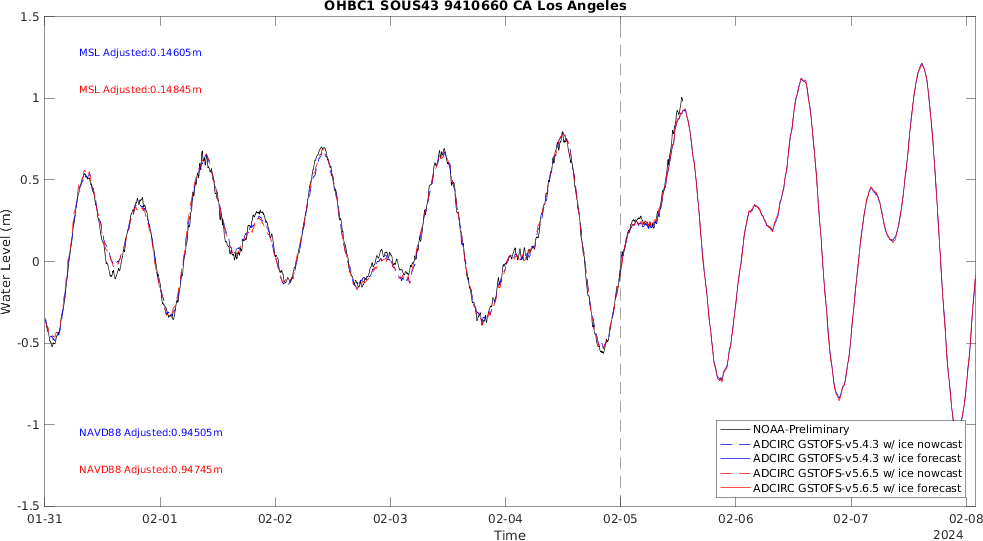 OHBC1 SOUS43 9410660 CA Los Angeles
1.5
1
0.5
0
-0.5
-1
-1.5
Water Level (m)
MSL Adjusted:0.14605m
MSL Adjusted:0.14845m
NAVD88 Adjusted:0.94505m
NAVD88 Adjusted:0.94745m
NOAA-Preliminary
ADCIRC GSTOFS-v5.4.3 w/ ice nowcast
ADCIRC GSTOFS-v5.4.3 w/ ice forecast
ADCIRC GSTOFS-v5.6.5 w/ ice nowcast
ADCIRC GSTOFS-v5.6.5 w/ ice forecast
01-31 02-01 02-02 02-03 02-04 02-05 02-06 02-07 02-08
Time
2024